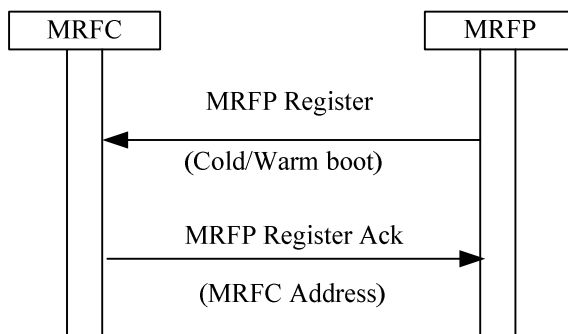 MRFC
MRFP
MRFP Register
(Cold/Warm boot)
MRFP Register Ack
(MRFC Address)